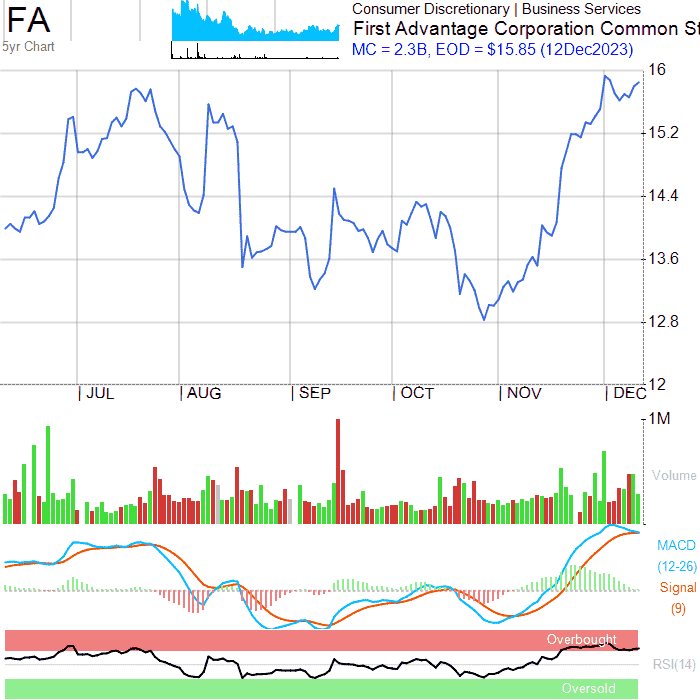 FA
5yr Chart
Consumer Discretionary | Business Services
First Advantage Corporation Common St
MC = 2.3B, EOD = $15.85 (12Dec2023)
16
15.2
14.4
13.6
12.8
12
| JUL | AUG | SEP | OCT | NOV | DEC
1M
Volume
MACD
(12-26)
Signal
(9)
Overbought
RSI(14)
Oversold